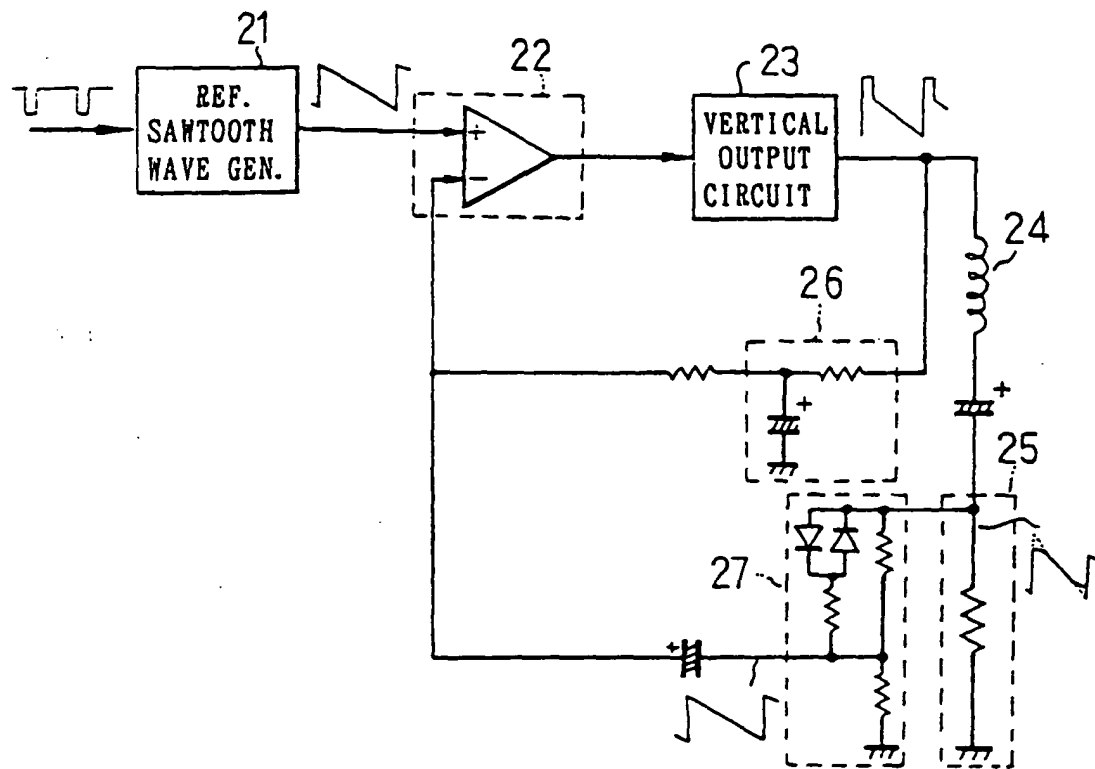 21
REF.
SAWTOOTH
WAVE GEN.
22
+
−
23
VERTICAL
OUTPUT
CIRCUIT
24
26
+
+
25
27
+